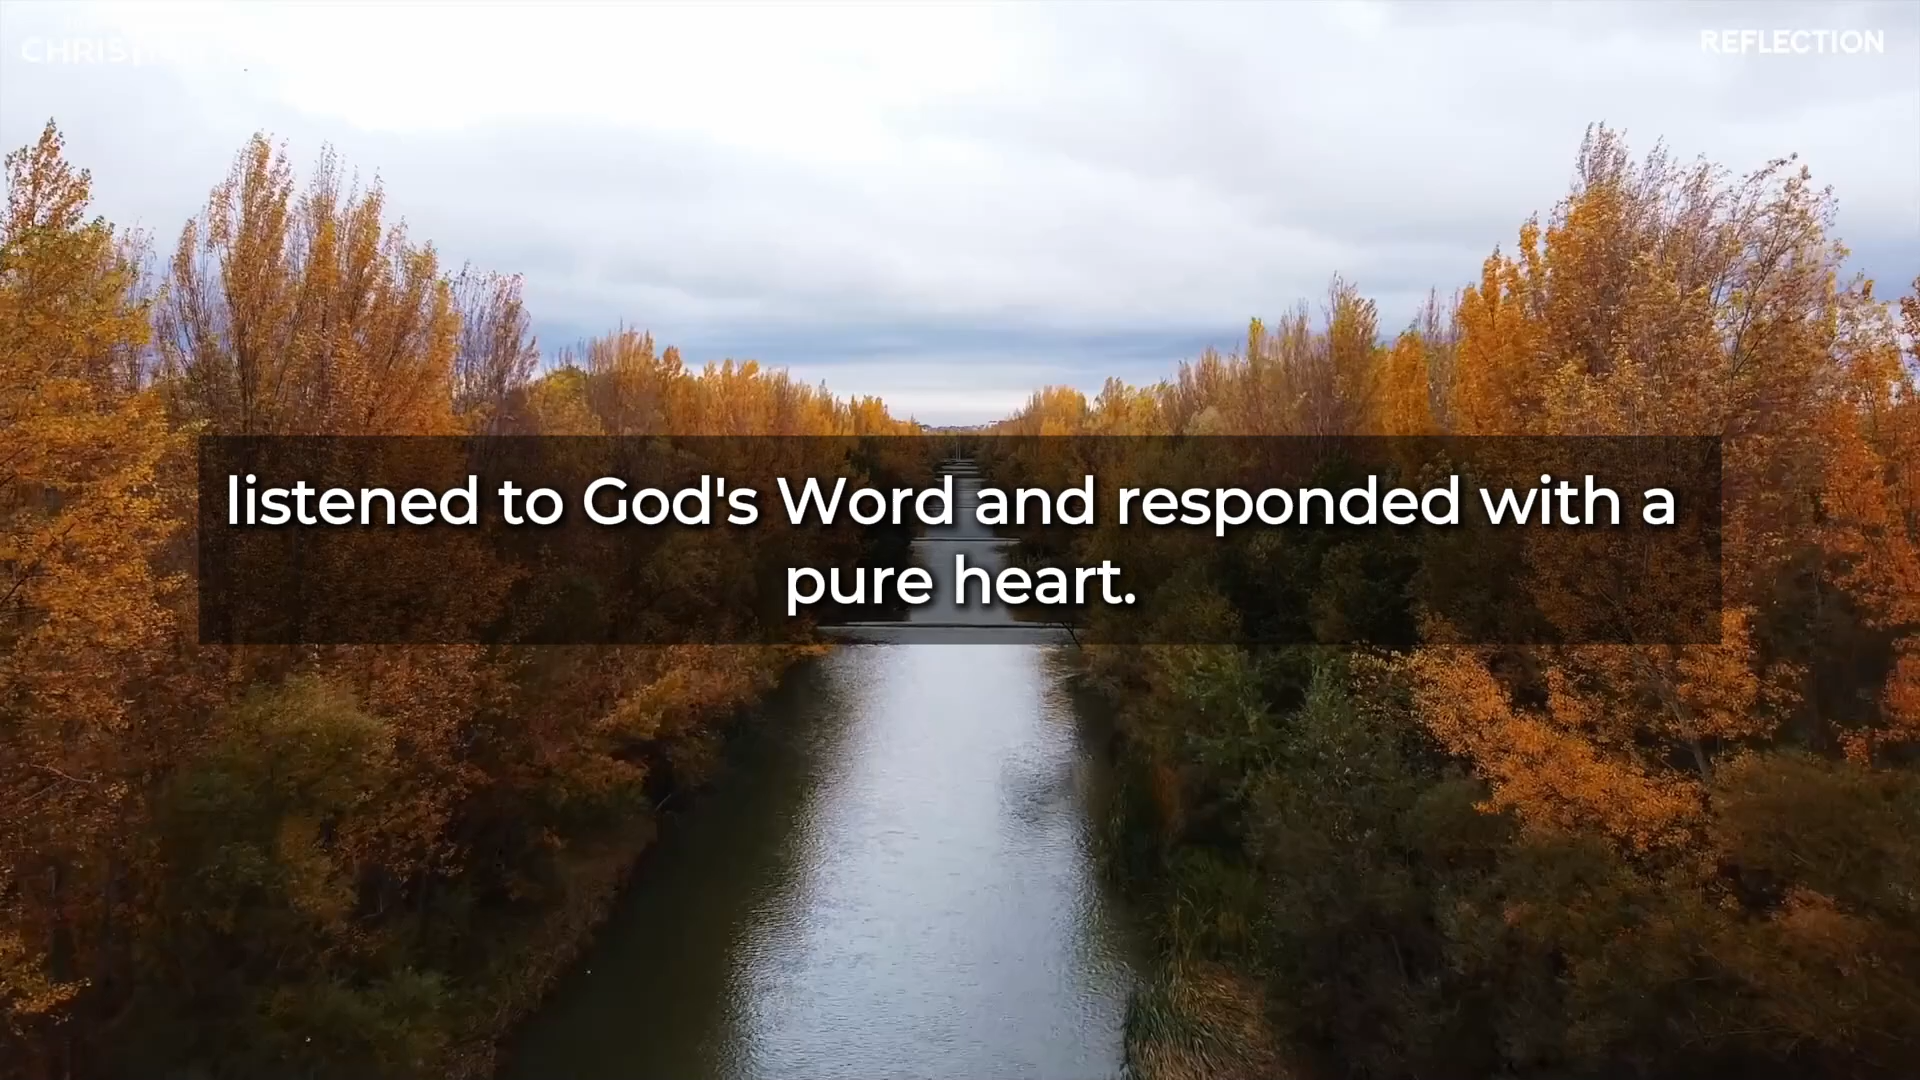 REFLECTION
listened to God's Word and responded with a
pure heart.